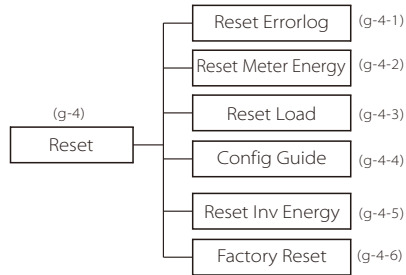 Reset Errorlog (g-4-1)
Reset Meter Energy (g-4-2)
(g-4)
Reset Load (g-4-3)
Reset
Config Guide (g-4-4)
Reset Inv Energy (g-4-5)
Factory Reset (g-4-6)